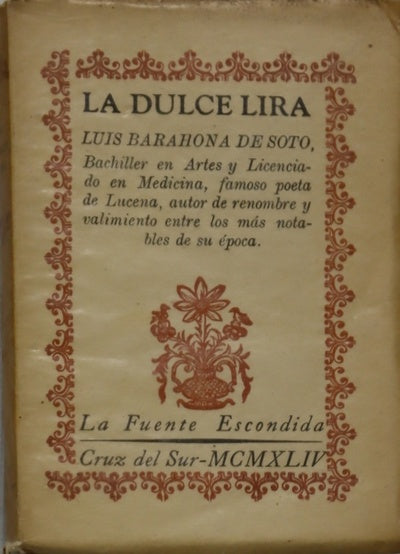 LA DULCE LIRA
LUIS BARAHONA DE SOTO,
Bachiller en Artes y Licencia-
do en Medicina, famoso poeta
de Lucena, autor de renombre y
valimiento entre los más nota-
bles de su época.
La Fuente Escondida
Cruz del Sur-MCMXLIV